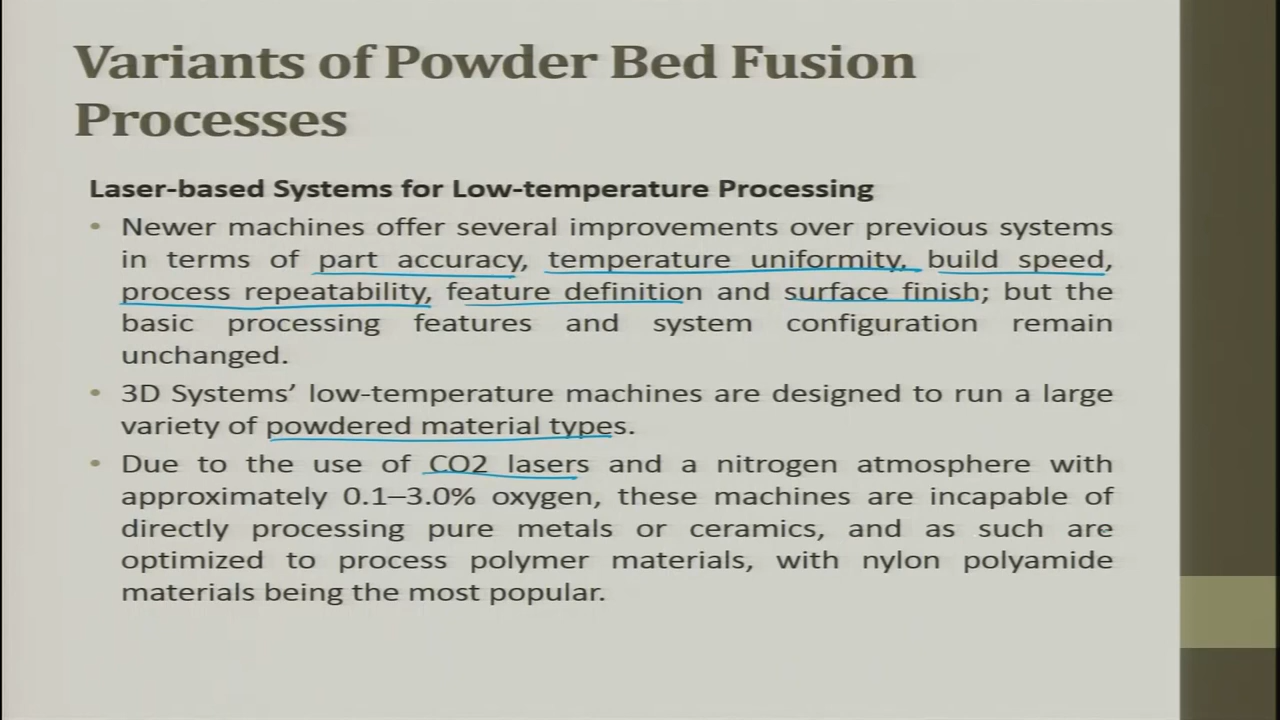 Variants of Powder Bed Fusion
Processes
Laser-based Systems for Low-temperature Processing
• Newer machines offer several improvements over previous systems
in terms of part accuracy, temperature uniformity, build speed,
process repeatability, feature definition and surface finish; but the
basic processing features and system configuration remain
unchanged.
• 3D Systems’ low-temperature machines are designed to run a large
variety of powdered material types.
• Due to the use of CO2 lasers and a nitrogen atmosphere with
approximately 0.1–3.0% oxygen, these machines are incapable of
directly processing pure metals or ceramics, and as such are
optimized to process polymer materials, with nylon polyamide
materials being the most popular.